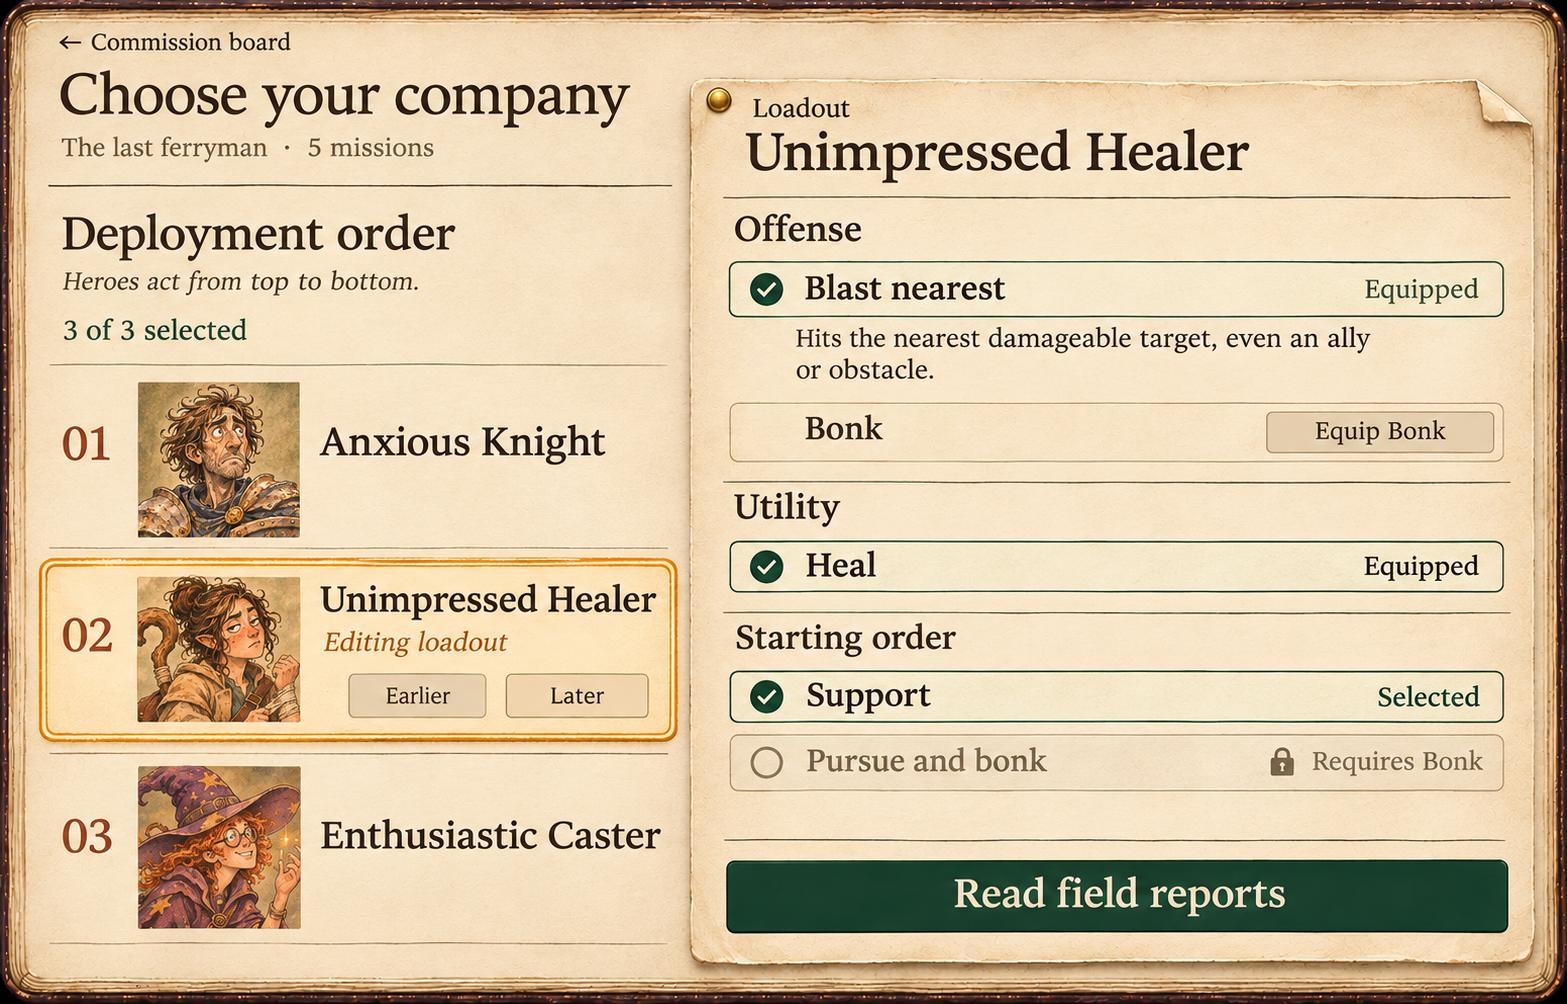 ← Commission board
Choose your company
The last ferryman · 5 missions
Deployment order
Heroes act from top to bottom.
3 of 3 selected
01 Anxious Knight
02 Unimpressed Healer
Editing loadout
Earlier Later
03 Enthusiastic Caster
Loadout
Unimpressed Healer
Offense
Blast nearest Equipped
Hits the nearest damageable target, even an ally
or obstacle.
Bonk Equip Bonk
Utility
Heal Equipped
Starting order
Support Selected
Pursue and bonk Requires Bonk
Read field reports